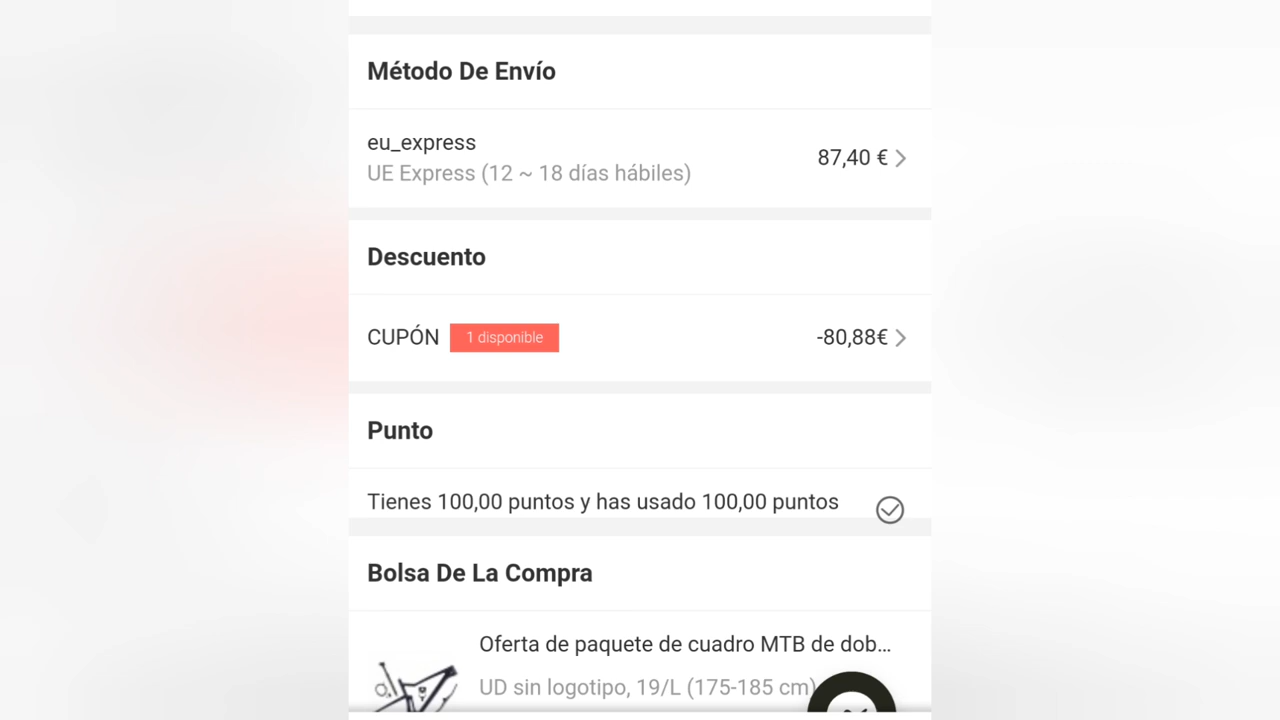 Método De Envío
eu_express
87,40 €
UE Express (12 ~ 18 días hábiles)
Descuento
CUPÓN 1 disponible -80,88€
Punto
Tienes 100,00 puntos y has usado 100,00 puntos
Bolsa De La Compra
Oferta de paquete de cuadro MTB de dob...
UD sin logotipo, 19/L (175-185 cm)